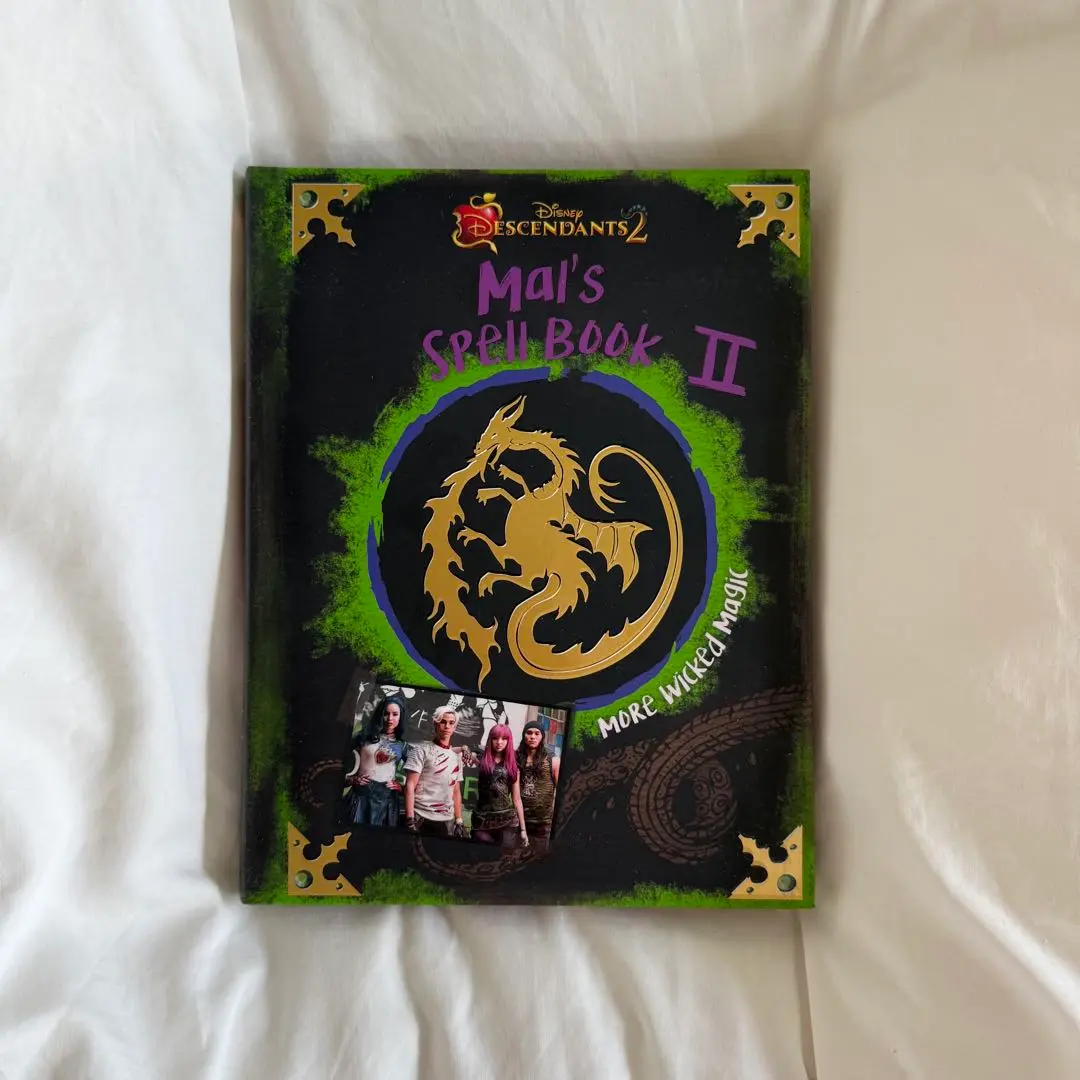 Disney
DESCENDANTS 2
Mal's
Spell Book II
MORE Wicked Magic